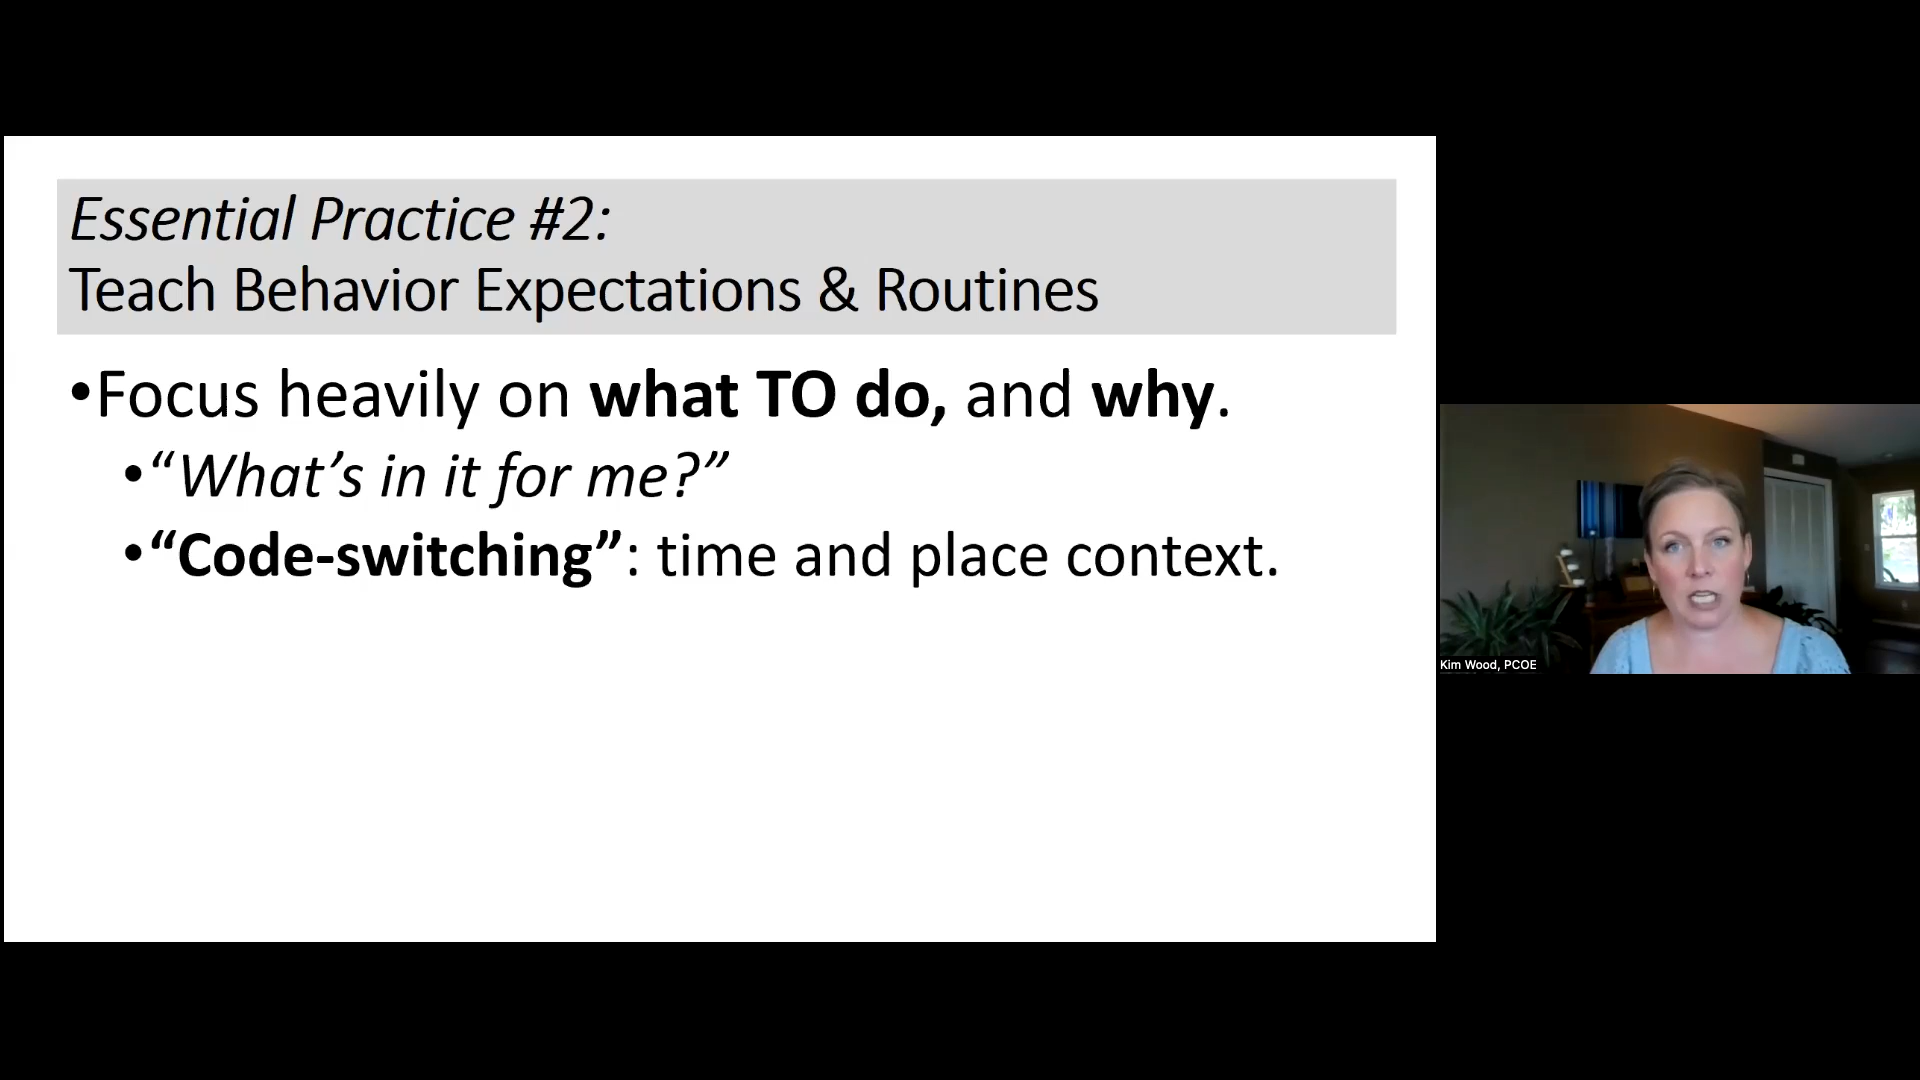 Essential Practice #2:
Teach Behavior Expectations & Routines
•Focus heavily on what TO do, and why.
•“What’s in it for me?”
•“Code-switching”: time and place context.
Kim Wood, PCOE